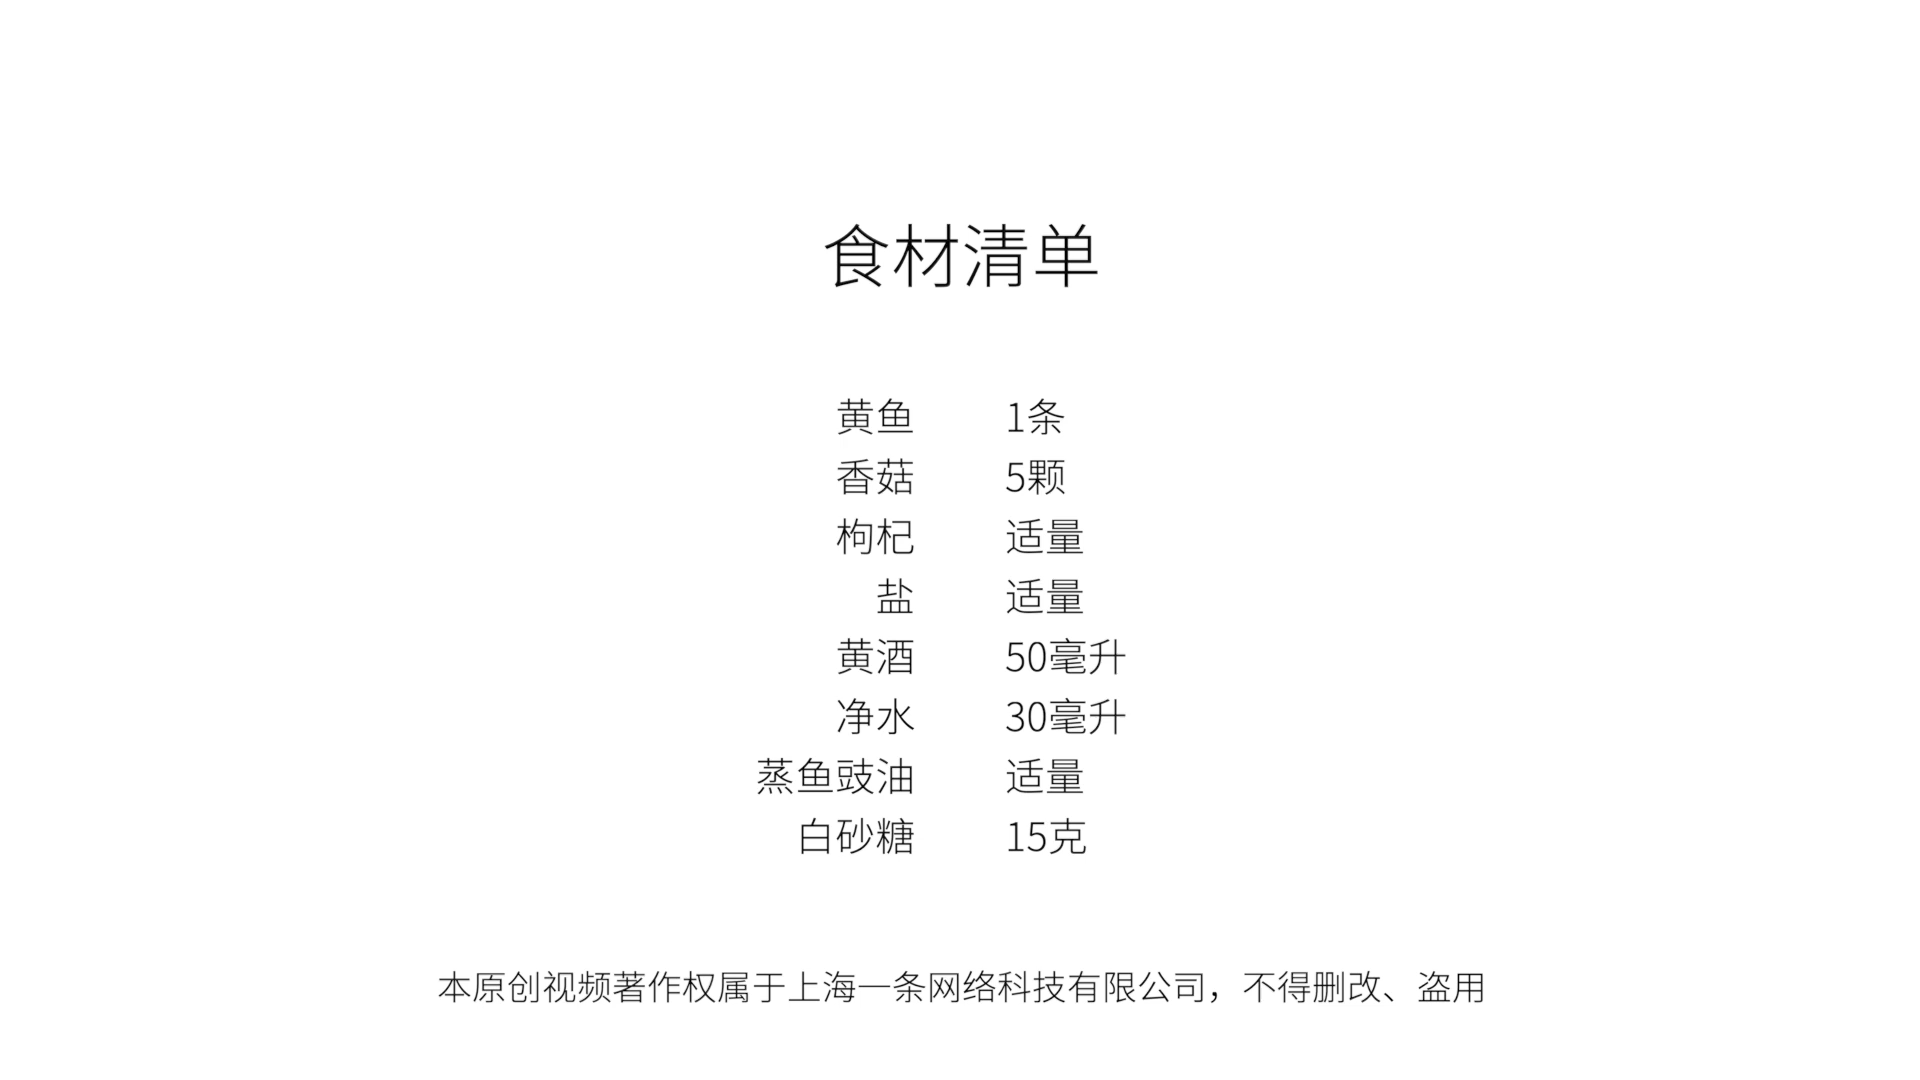 食材清单
黄鱼 1条
香菇 5颗
枸杞 适量
盐 适量
黄酒 50毫升
净水 30毫升
蒸鱼豉油 适量
白砂糖 15克
本原创视频著作权属于上海一条网络科技有限公司，不得删改、盗用